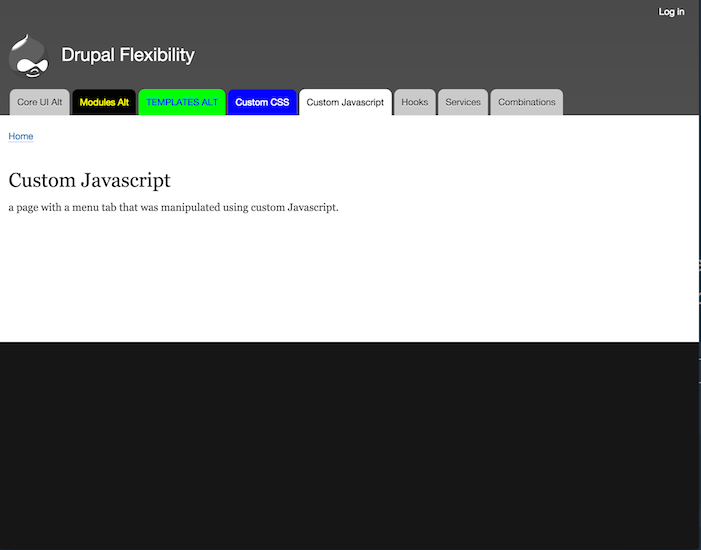 Log in
Drupal Flexibility
Core UI Alt
Modules Alt
TEMPLATES ALT
Custom CSS
Custom Javascript
Hooks
Services
Combinations
Home
Custom Javascript
a page with a menu tab that was manipulated using custom Javascript.